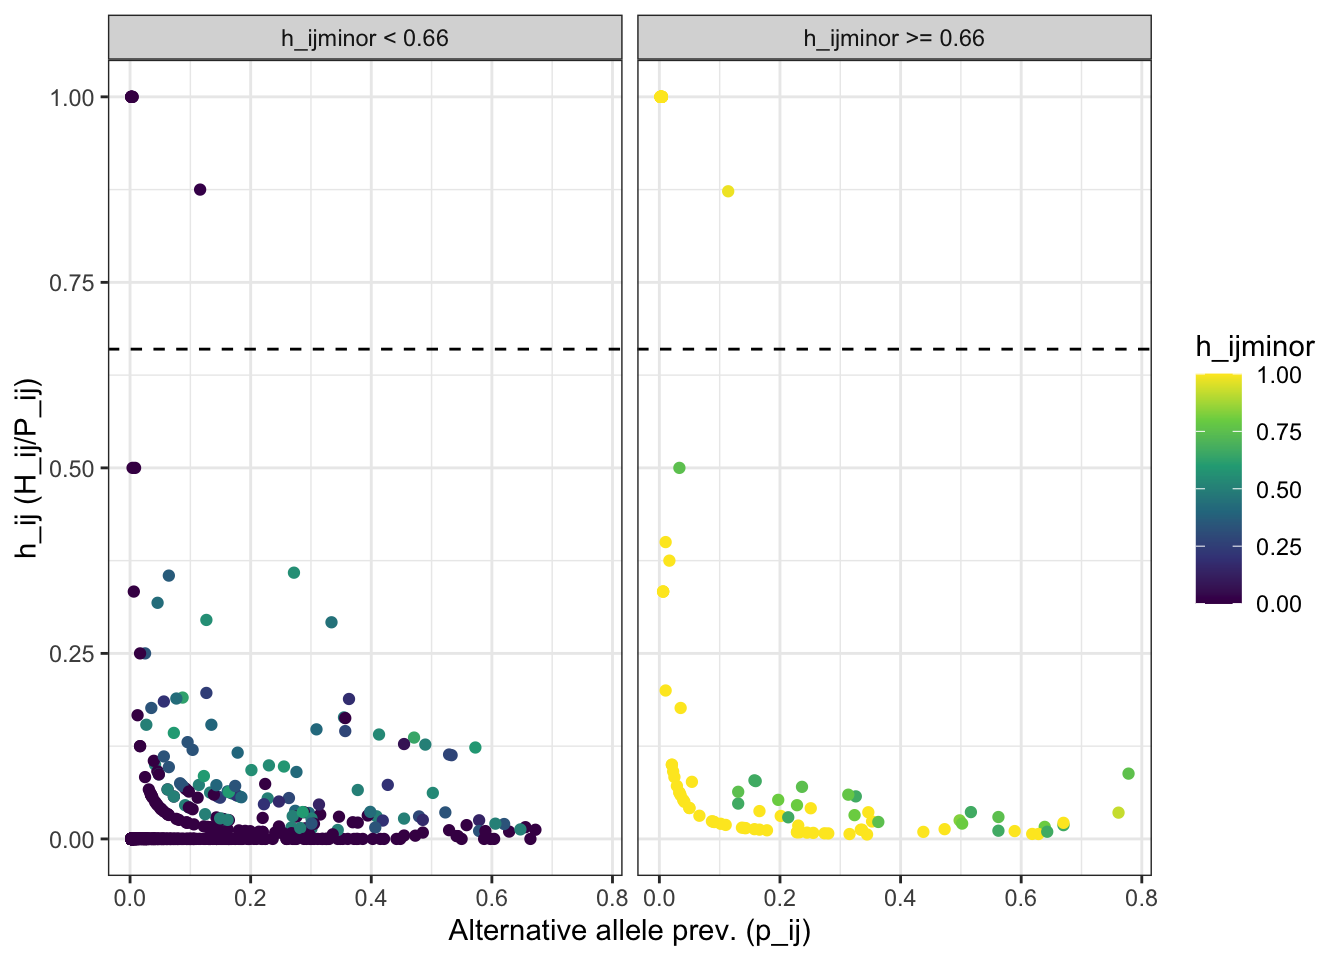 h_ijminor < 0.66
h_ijminor >= 0.66
1.00
0.75
0.50
0.25
0.00
h_ij (H_ij/P_ij)
0.0 0.2 0.4 0.6 0.8
0.0 0.2 0.4 0.6 0.8
Alternative allele prev. (p_ij)
h_ijminor
1.00
0.75
0.50
0.25
0.00